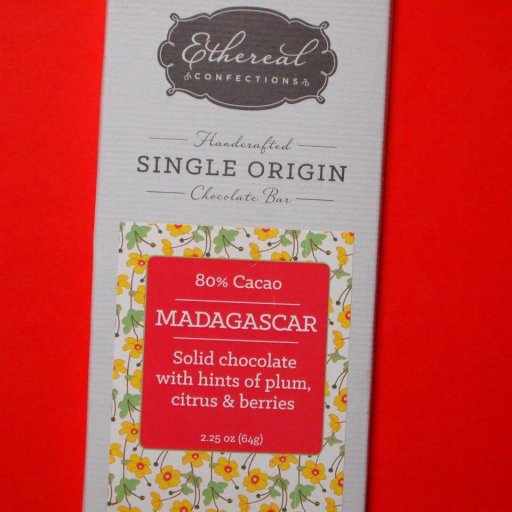 Ethereal
CONFECTIONS
Handcrafted
SINGLE ORIGIN
Chocolate Bar
80% Cacao
MADAGASCAR
Solid chocolate
with hints of plum,
citrus & berries
2.25 oz (64g)